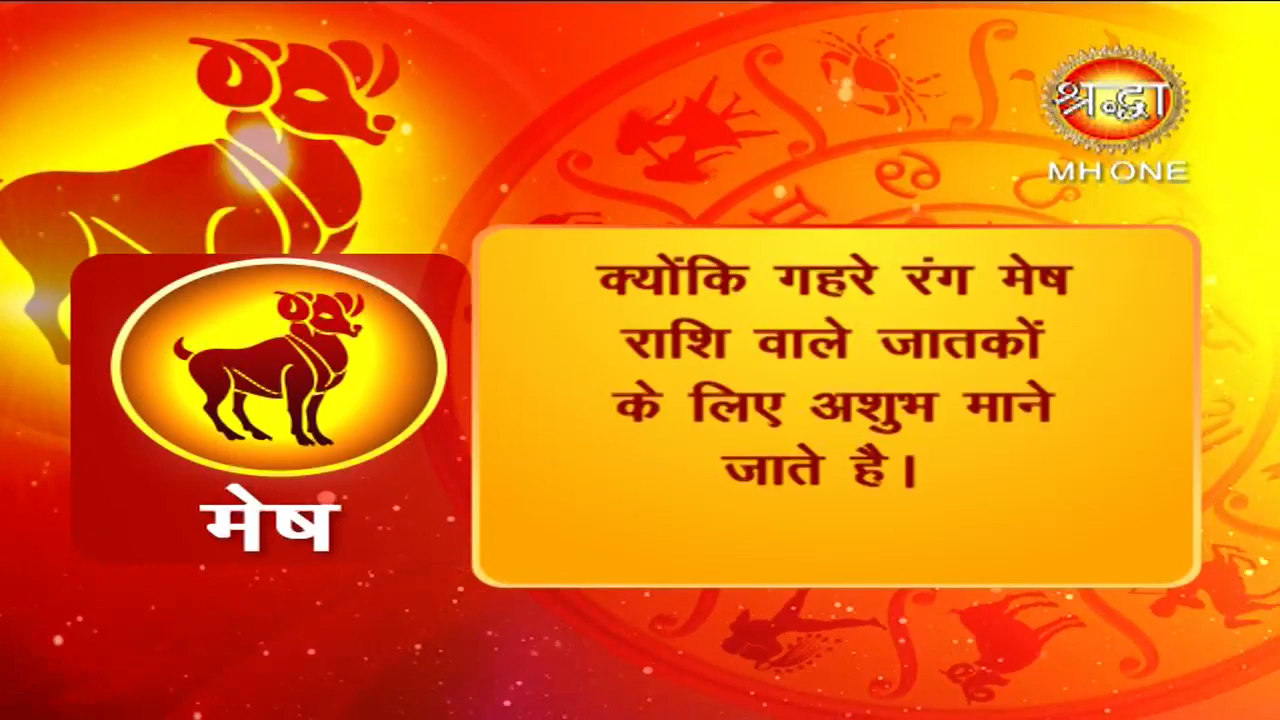 श्रद्धा
MH ONE
क्योंकि गहरे रंग मेष
राशि वाले जातकों
के लिए अशुभ माने
जाते है।
मेष